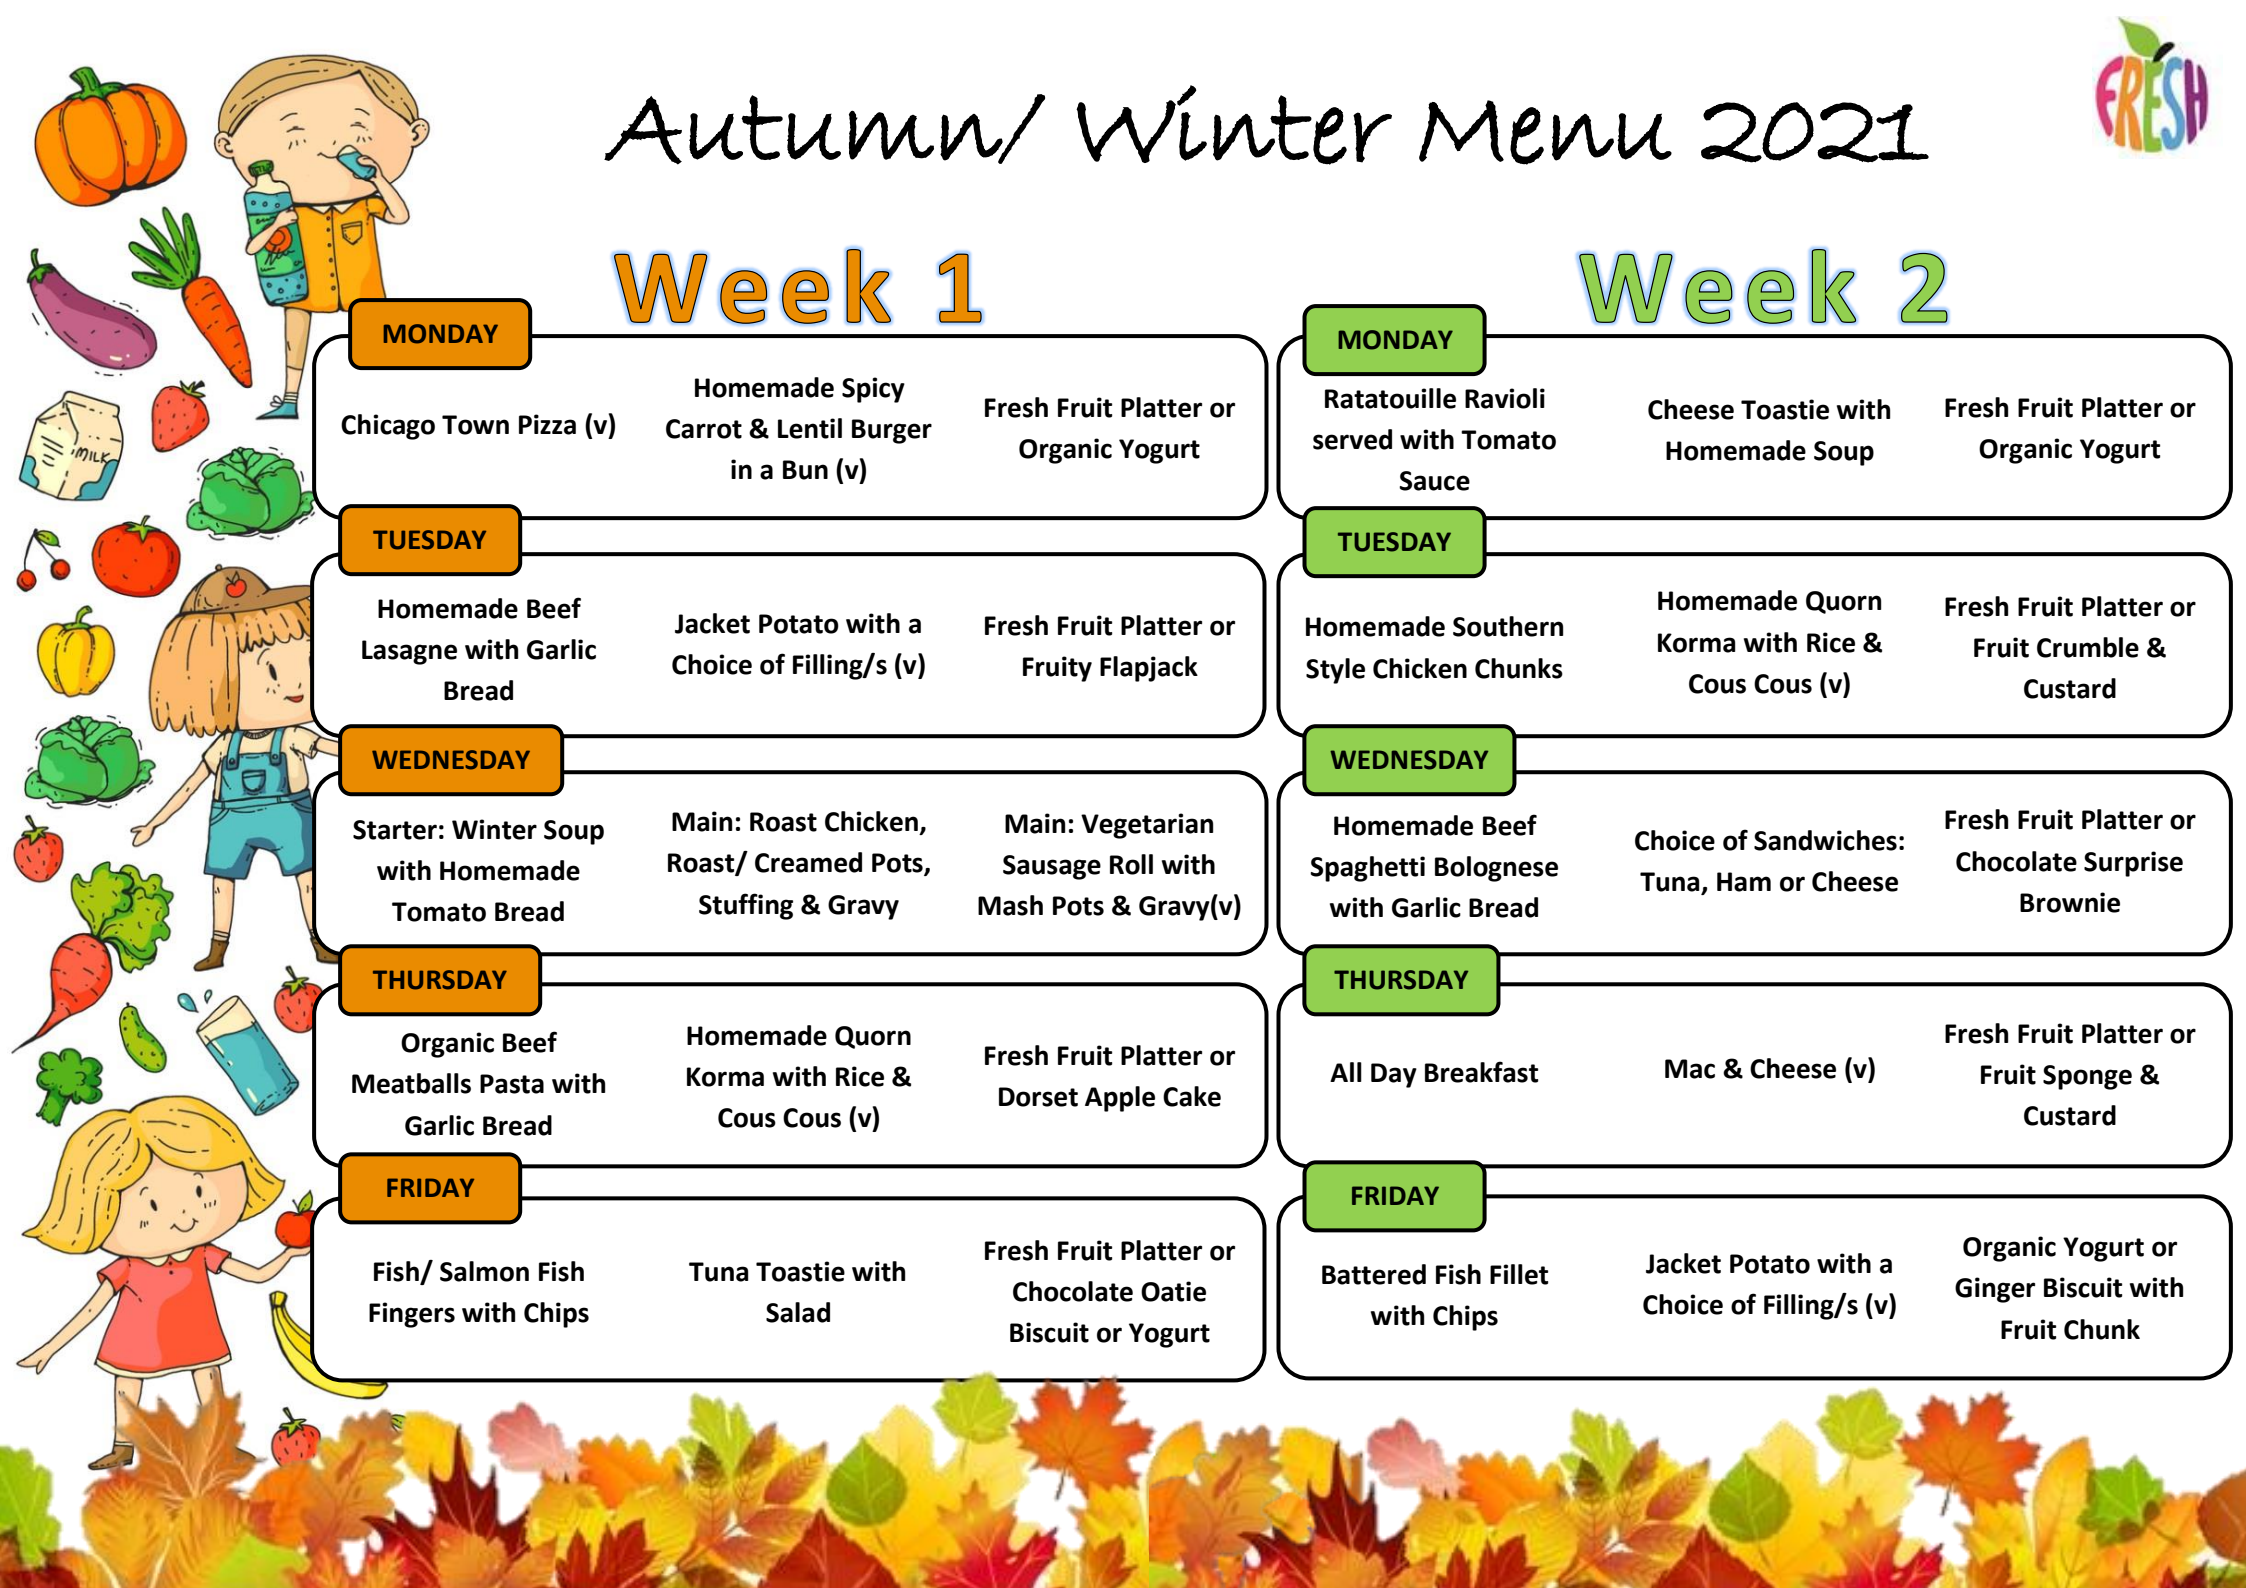 FRESH
Autumn/ Winter Menu 2021
Week 1
MONDAY
Chicago Town Pizza (v)
Homemade Spicy
Carrot & Lentil Burger
in a Bun (v)
Fresh Fruit Platter or
Organic Yogurt
TUESDAY
Homemade Beef
Lasagne with Garlic
Bread
Jacket Potato with a
Choice of Filling/s (v)
Fresh Fruit Platter or
Fruity Flapjack
WEDNESDAY
Starter: Winter Soup
with Homemade
Tomato Bread
Main: Roast Chicken,
Roast/ Creamed Pots,
Stuffing & Gravy
Main: Vegetarian
Sausage Roll with
Mash Pots & Gravy(v)
THURSDAY
Organic Beef
Meatballs Pasta with
Garlic Bread
Homemade Quorn
Korma with Rice &
Cous Cous (v)
Fresh Fruit Platter or
Dorset Apple Cake
FRIDAY
Fish/ Salmon Fish
Fingers with Chips
Tuna Toastie with
Salad
Fresh Fruit Platter or
Chocolate Oatie
Biscuit or Yogurt
Week 2
MONDAY
Ratatouille Ravioli
served with Tomato
Sauce
Cheese Toastie with
Homemade Soup
Fresh Fruit Platter or
Organic Yogurt
TUESDAY
Homemade Southern
Style Chicken Chunks
Homemade Quorn
Korma with Rice &
Cous Cous (v)
Fresh Fruit Platter or
Fruit Crumble &
Custard
WEDNESDAY
Homemade Beef
Spaghetti Bolognese
with Garlic Bread
Choice of Sandwiches:
Tuna, Ham or Cheese
Fresh Fruit Platter or
Chocolate Surprise
Brownie
THURSDAY
All Day Breakfast
Mac & Cheese (v)
Fresh Fruit Platter or
Fruit Sponge &
Custard
FRIDAY
Battered Fish Fillet
with Chips
Jacket Potato with a
Choice of Filling/s (v)
Organic Yogurt or
Ginger Biscuit with
Fruit Chunk
MILK